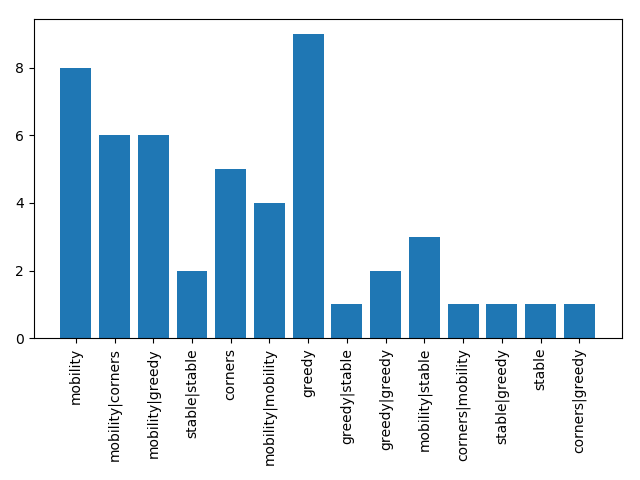 8
6
4
2
0
mobility
mobility|corners
mobility|greedy
stable|stable
corners
mobility|mobility
greedy
greedy|stable
greedy|greedy
mobility|stable
corners|mobility
stable|greedy
stable
corners|greedy